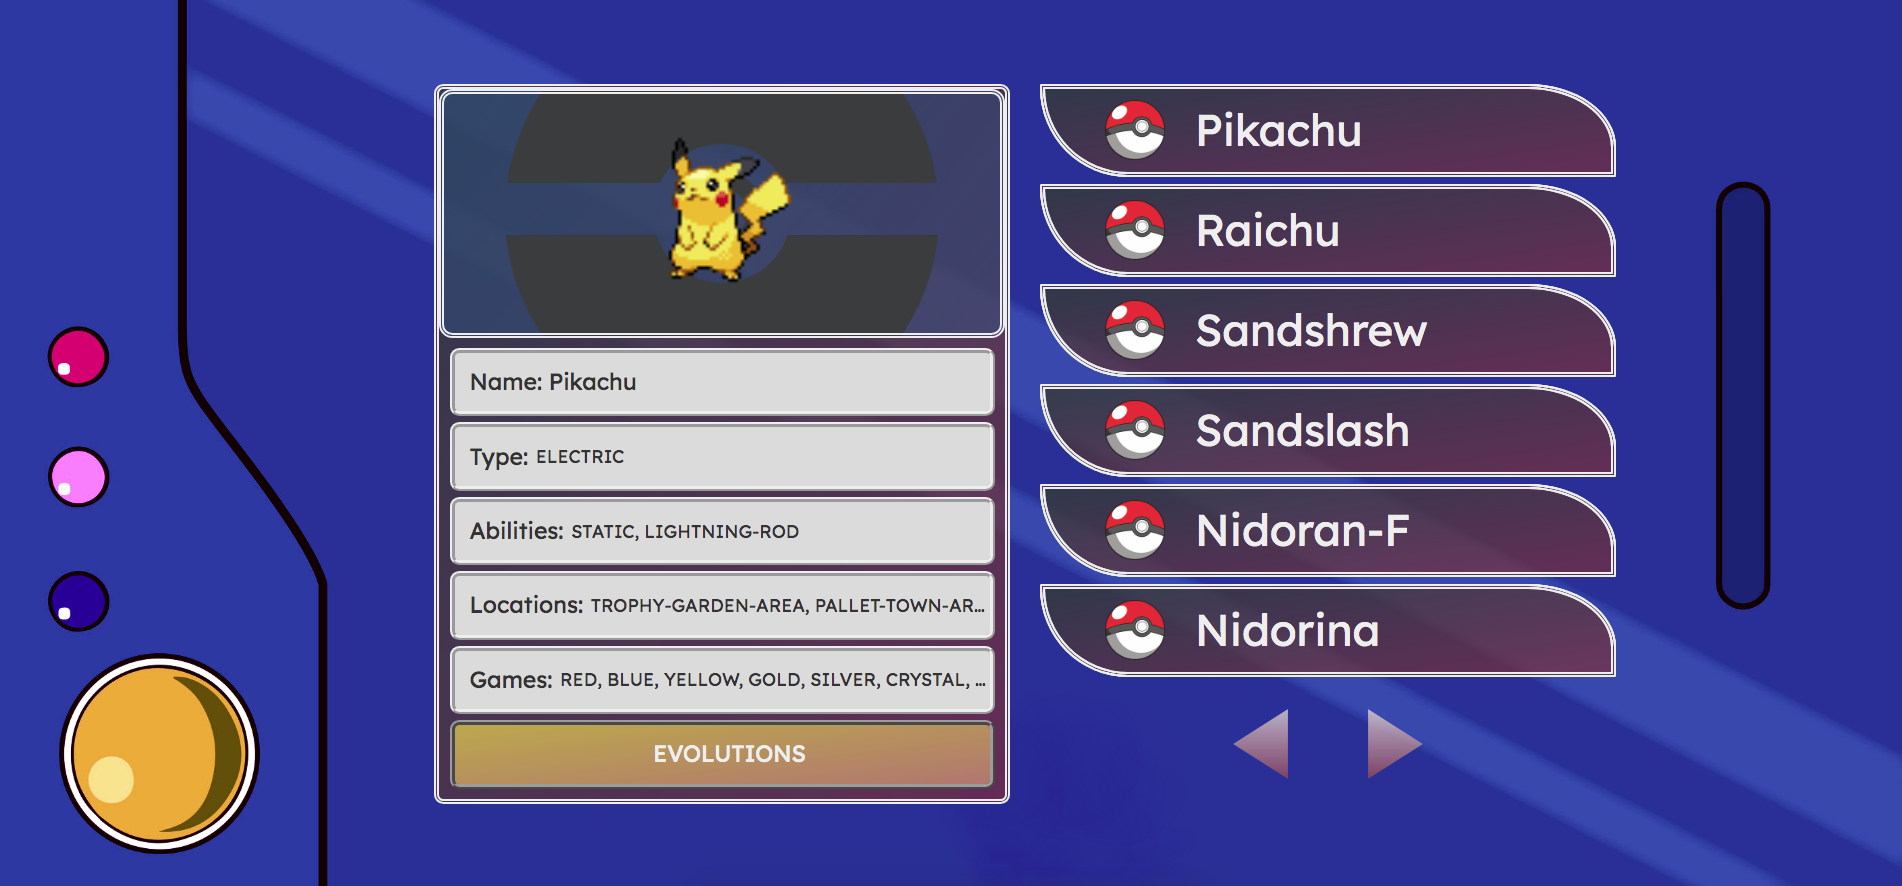 Name: Pikachu
Type: ELECTRIC
Abilities: STATIC, LIGHTNING-ROD
Locations: TROPHY-GARDEN-AREA, PALLET-TOWN-AR...
Games: RED, BLUE, YELLOW, GOLD, SILVER, CRYSTAL, ...
EVOLUTIONS
Pikachu
Raichu
Sandshrew
Sandslash
Nidoran-F
Nidorina